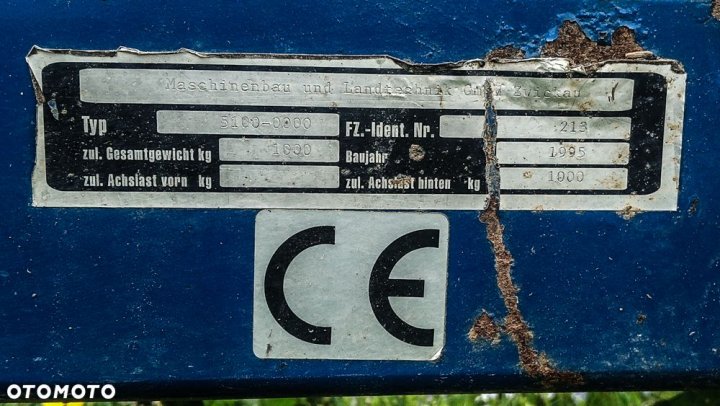 Maschinenbau und Landtechnik GmbH Zwickau
Typ 5100-0000 FZ.-Ident. Nr. 213
zul. Gesamtgewicht kg 1000 Baujahr 1995
zul. Achslast vorn kg zul. Achslast hinten kg 1000
CE
OTOMOTO